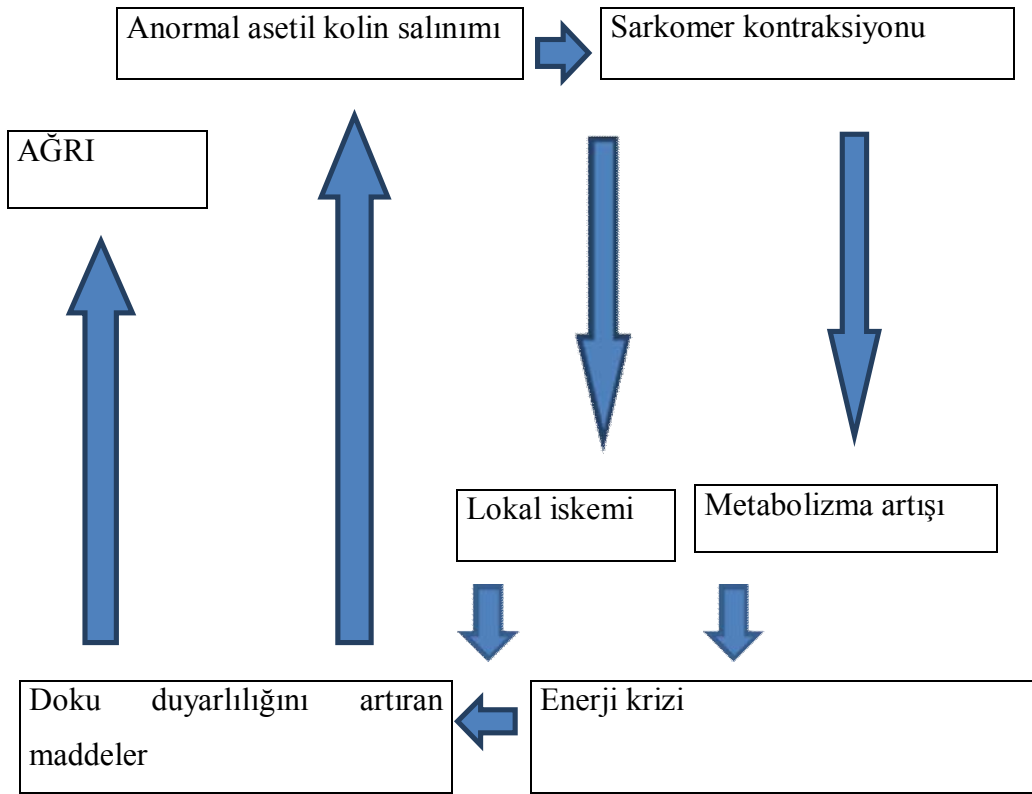 Anormal asetil kolin salınımı
Sarkomer kontraksiyonu
AĞRI
Lokal iskemi
Metabolizma artışı
Doku duyarlılığını artıran
maddeler
Enerji krizi